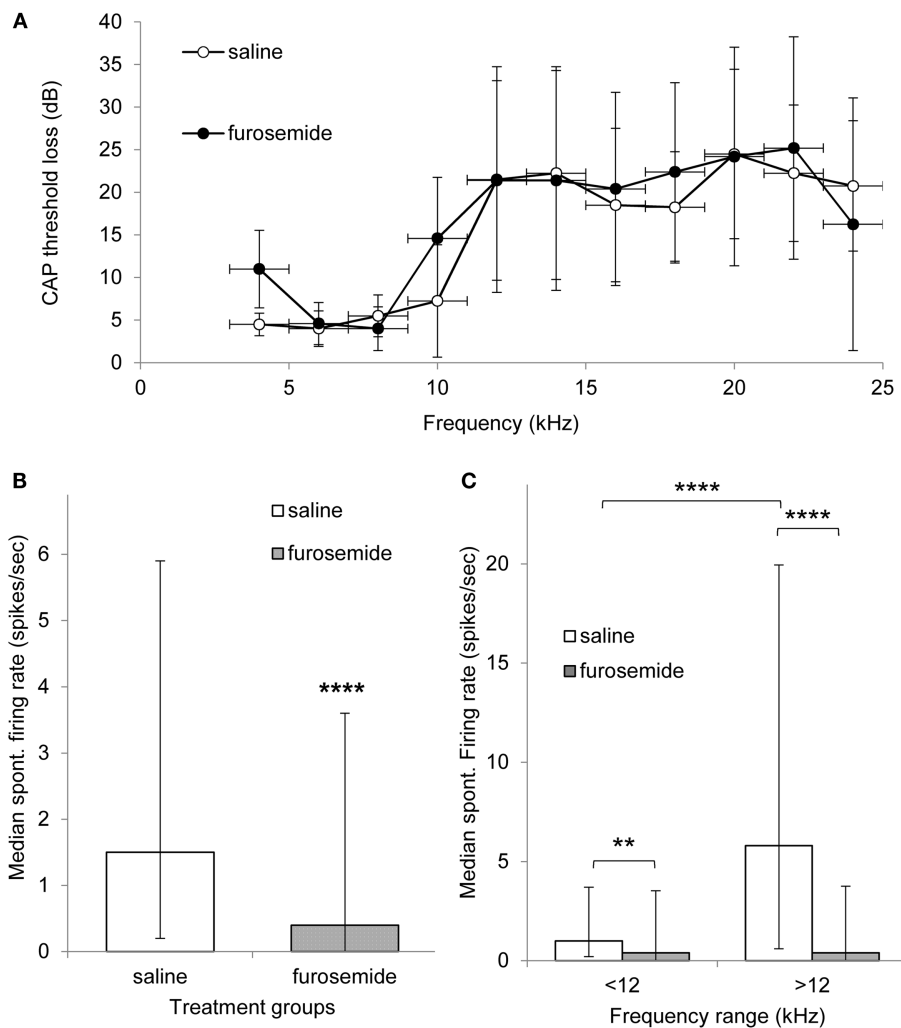 A
CAP threshold loss (dB)
40
35
30
25
20
15
10
5
0
saline
furosemide
0 5 10 15 20 25
Frequency (kHz)
B
Median spont. firing rate (spikes/sec)
6
5
4
3
2
1
0
saline
furosemide
****
saline furosemide
Treatment groups
C
Median spont. Firing rate (spikes/sec)
20
15
10
5
0
****
****
saline
furosemide
**
<12 >12
Frequency range (kHz)